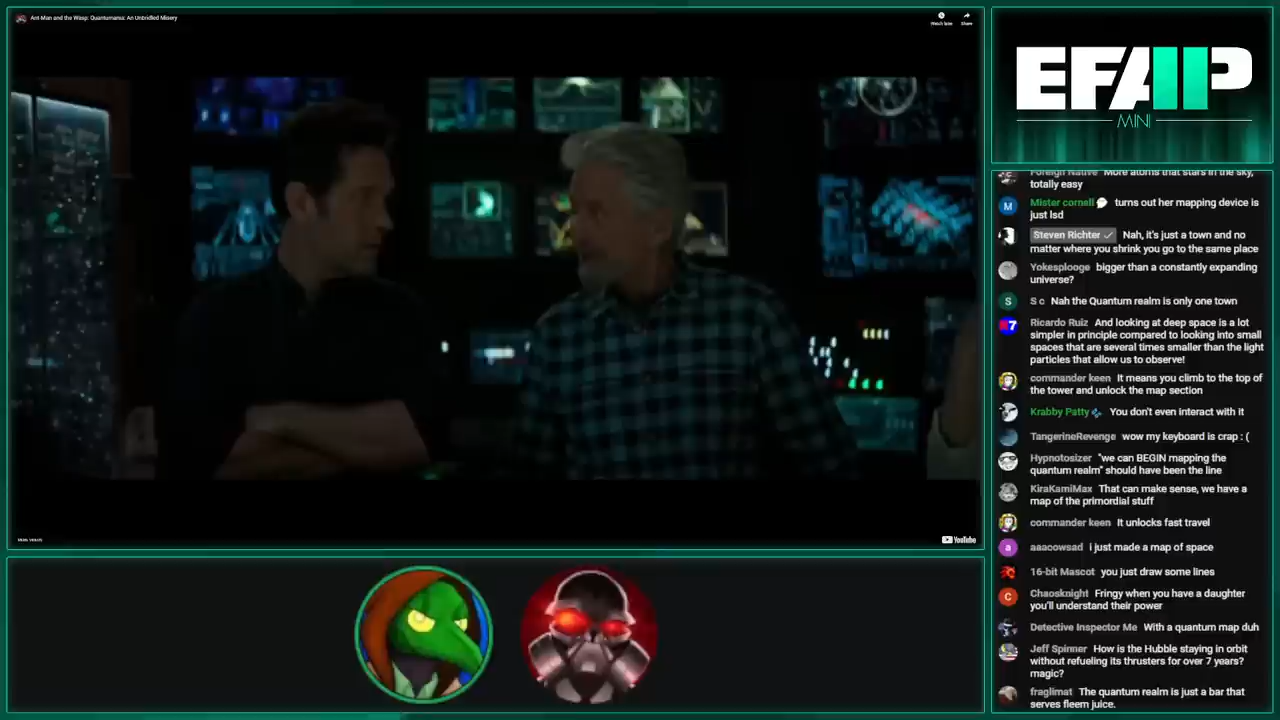 Ant-Man and the Wasp: Quantumania: An Unbridled Misery
Watch later
Share
EFAP
MINI
Foreign Native More atoms that stars in the sky,
totally easy
Mister cornell turns out her mapping device is
just lsd
Steven Richter Nah, it's just a town and no
matter where you shrink you go to the same place
Yokesplooge bigger than a constantly expanding
universe?
S c Nah the Quantum realm is only one town
Ricardo Ruiz And looking at deep space is a lot
simpler in principle compared to looking into small
spaces that are several times smaller than the light
particles that allow us to observe!
commander keen It means you climb to the top of
the tower and unlock the map section
Krabby Patty You don't even interact with it
TangerineRevenge wow my keyboard is crap : (
Hypnotosizer "we can BEGIN mapping the
quantum realm" should have been the line
KiraKamiMax That can make sense, we have a
map of the primordial stuff
commander keen It unlocks fast travel
aaacowsad i just made a map of space
16-bit Mascot you just draw some lines
Chaosknight Fringy when you have a daughter
you'll understand their power
Detective Inspector Me With a quantum map duh
Jeff Spinner How is the Hubble staying in orbit
without refueling its thrusters for over 7 years?
magic?
fraglimat The quantum realm is just a bar that
serves fleem juice.
YouTube